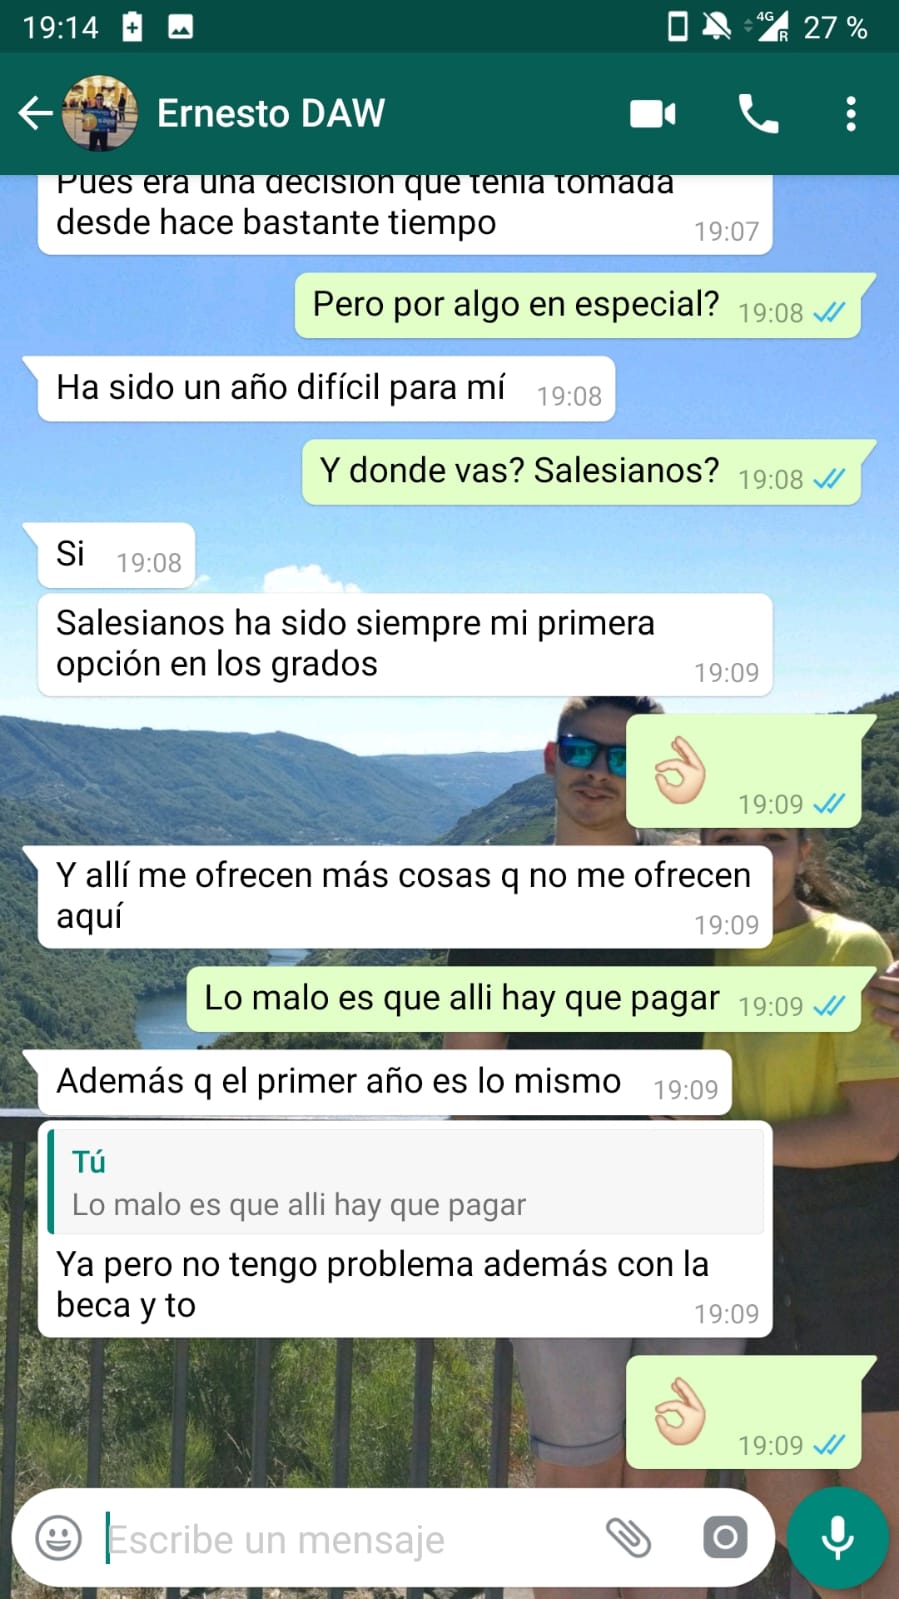 19:14
4G
R
27 %
Ernesto DAW
Pues era una decisión que tenía tomada
desde hace bastante tiempo
19:07
Pero por algo en especial?
19:08
Ha sido un año difícil para mí
19:08
Y donde vas? Salesianos?
19:08
Si
19:08
Salesianos ha sido siempre mi primera
opción en los grados
19:09
19:09
Y allí me ofrecen más cosas q no me ofrecen
aquí
19:09
Lo malo es que alli hay que pagar
19:09
Además q el primer año es lo mismo
19:09
Tú
Lo malo es que alli hay que pagar
Ya pero no tengo problema además con la
beca y to
19:09
19:09
Escribe un mensaje